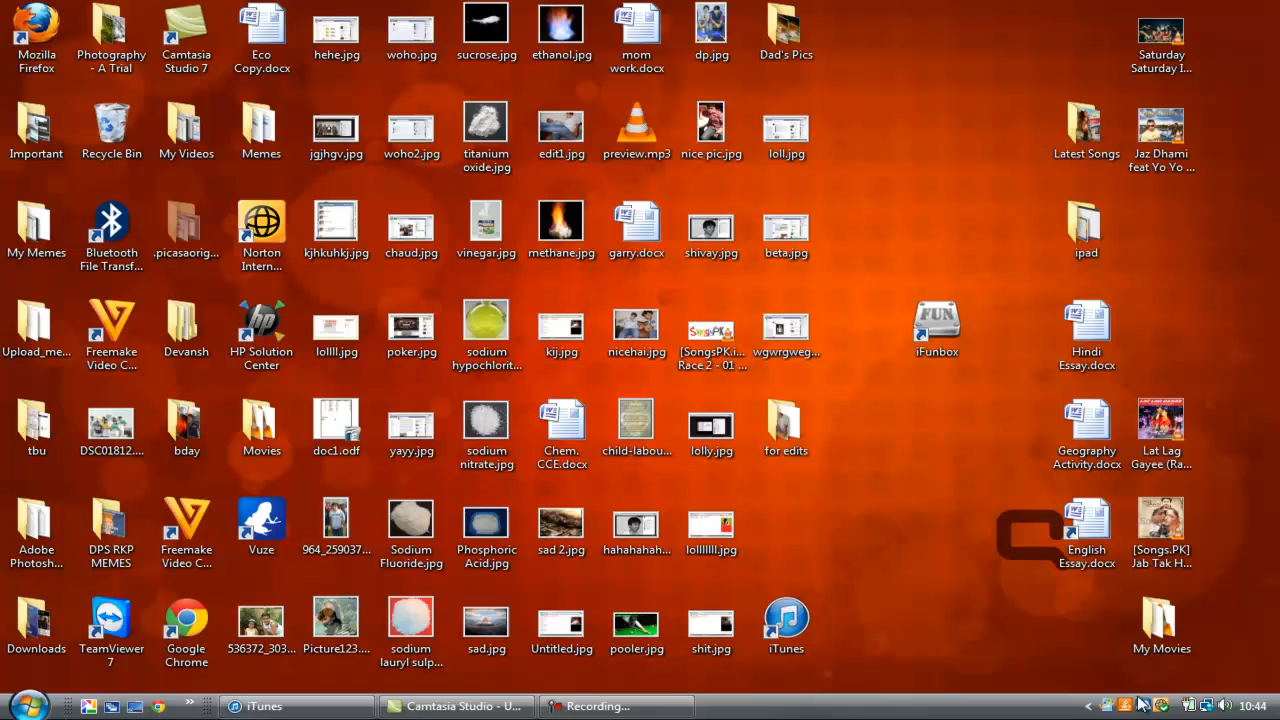 Mozilla
Firefox
Photography
- A Trial
Camtasia
Studio 7
Eco
Copy.docx
hehe.jpg
woho.jpg
sucrose.jpg
ethanol.jpg
mom
work.docx
dp.jpg
Dad's Pics
Saturday
Saturday I...
Important
Recycle Bin
My Videos
Memes
jgjhgv.jpg
woho2.jpg
titanium
oxide.jpg
edit1.jpg
preview.mp3
nice pic.jpg
loll.jpg
Latest Songs
Jaz Dhami
feat Yo Yo ...
My Memes
Bluetooth
File Transf...
.picasaorig...
Norton
Intern...
kjhkuhkj.jpg
chaud.jpg
vinegar.jpg
methane.jpg
garry.docx
shivay.jpg
beta.jpg
ipad
Upload_me...
Freemake
Video C...
Devansh
HP Solution
Center
lollll.jpg
poker.jpg
sodium
hypochlorit...
kij.jpg
nicehai.jpg
[SongsPK.i...
Race 2 - 01 ...
wgwrgweg...
FUN
iFunbox
Hindi
Essay.docx
tbu
DSC01812....
bday
Movies
doc1.odf
yayy.jpg
sodium
nitrate.jpg
Chem.
CCE.docx
child-labou...
lolly.jpg
for edits
Geography
Activity.docx
Lat Lag
Gayee (Ra...
Adobe
Photosh...
DPS RKP
MEMES
Freemake
Video C...
Vuze
964_259037...
Sodium
Fluoride.jpg
Phosphoric
Acid.jpg
sad 2.jpg
hahahahah...
lolllllll.jpg
English
Essay.docx
[Songs.PK]
Jab Tak H...
Downloads
TeamViewer
7
Google
Chrome
536372_303...
Picture123....
sodium
lauryl sulp...
sad.jpg
Untitled.jpg
pooler.jpg
shit.jpg
iTunes
My Movies
iTunes
Camtasia Studio - U...
Recording...
10:44